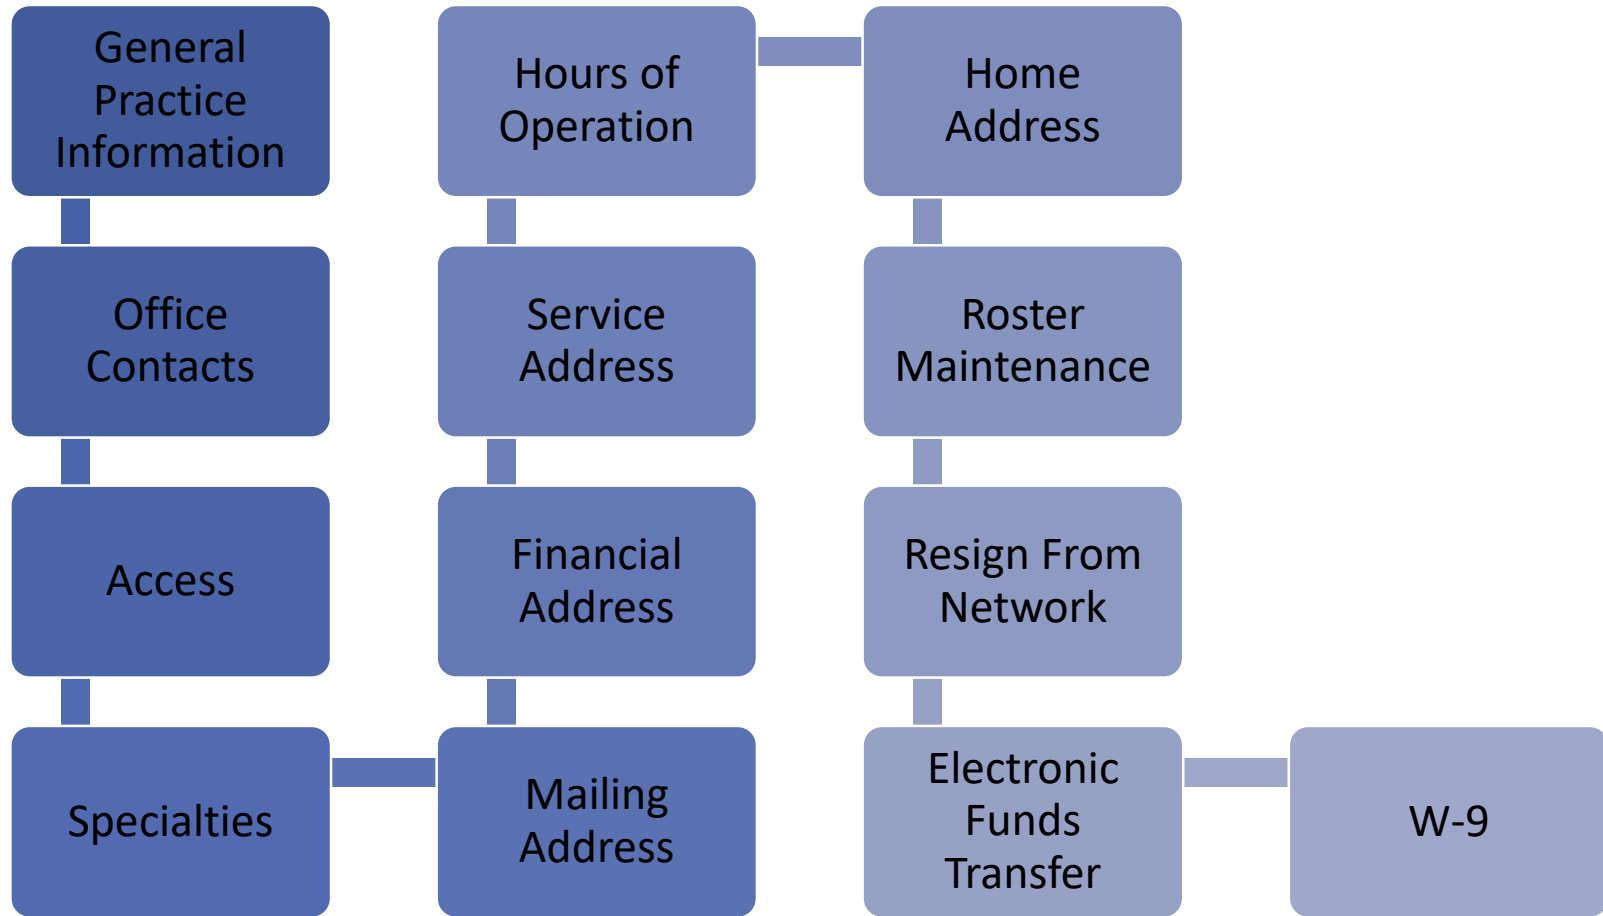 General
Practice
Information
Office
Contacts
Access
Specialties
Mailing
Address
Financial
Address
Service
Address
Hours of
Operation
Home
Address
Roster
Maintenance
Resign From
Network
Electronic
Funds
Transfer
W-9